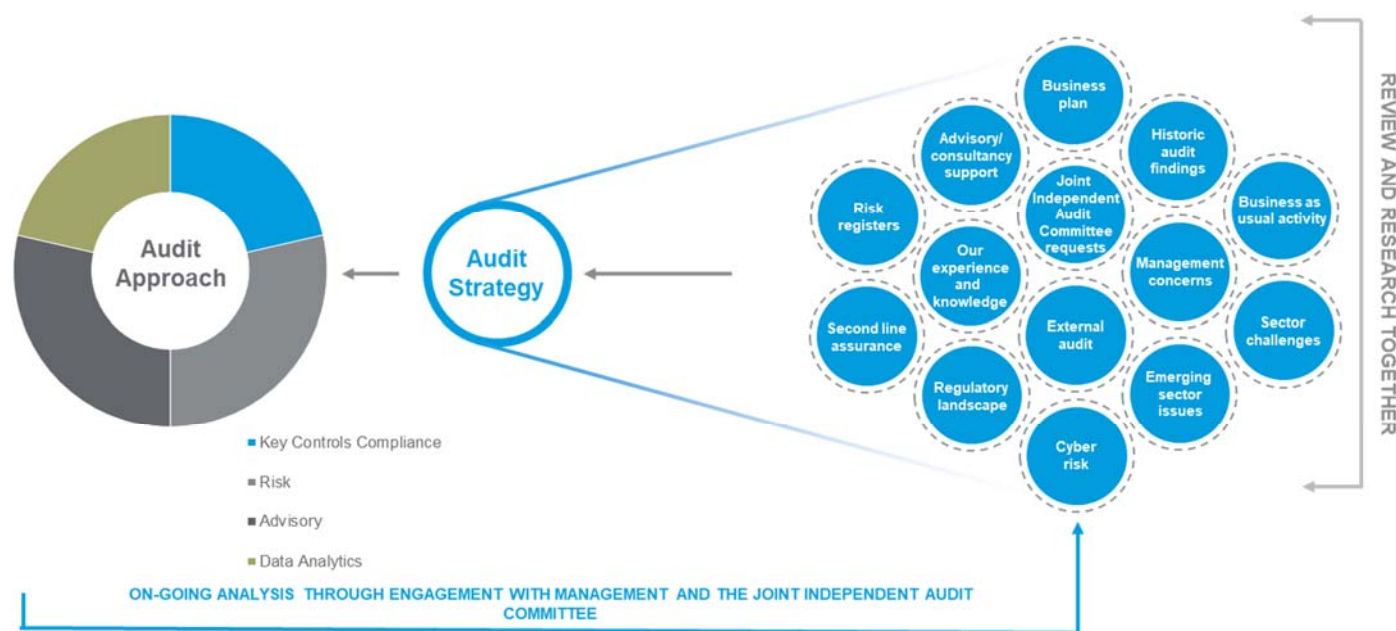 Audit
Approach
Key Controls Compliance
Risk
Advisory
Data Analytics
Audit
Strategy
Business
plan
Advisory/
consultancy
support
Historic
audit
findings
Risk
registers
Joint
Independent
Audit
Committee
requests
Business as
usual activity
Our
experience
and
knowledge
Management
concerns
Second line
assurance
External
audit
Sector
challenges
Regulatory
landscape
Emerging
sector
issues
Cyber
risk
REVIEW AND RESEARCH TOGETHER
ON-GOING ANALYSIS THROUGH ENGAGEMENT WITH MANAGEMENT AND THE JOINT INDEPENDENT AUDIT
COMMITTEE